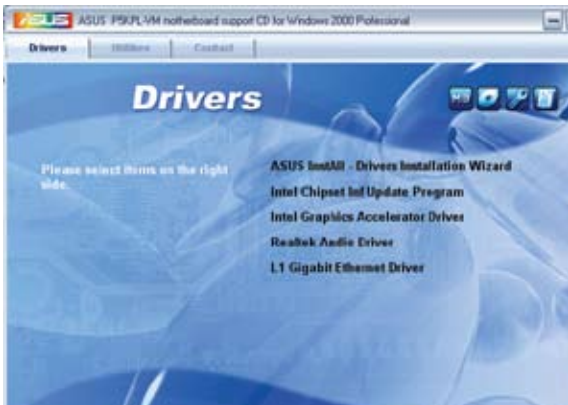 ASUS P5KPL-VM motherboard support CD for Windows 2000 Professional
Drivers Utilities Contact
Drivers
Please select items on the right
side.
ASUS InstAll - Drivers Installation Wizard
Intel Chipset Inf Update Program
Intel Graphics Accelerator Driver
Realtek Audio Driver
L1 Gigabit Ethernet Driver